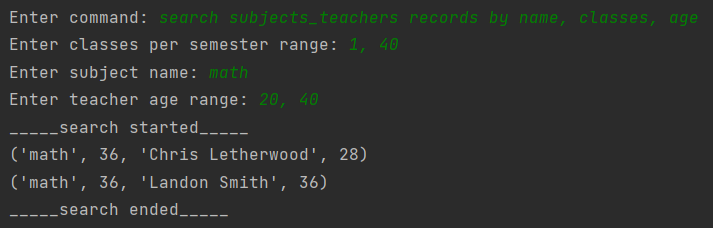 Enter command: search subjects_teachers records by name, classes, age
Enter classes per semester range: 1, 40
Enter subject name: math
Enter teacher age range: 20, 40
_____search started_____
('math', 36, 'Chris Letherwood', 28)
('math', 36, 'Landon Smith', 36)
_____search ended_____